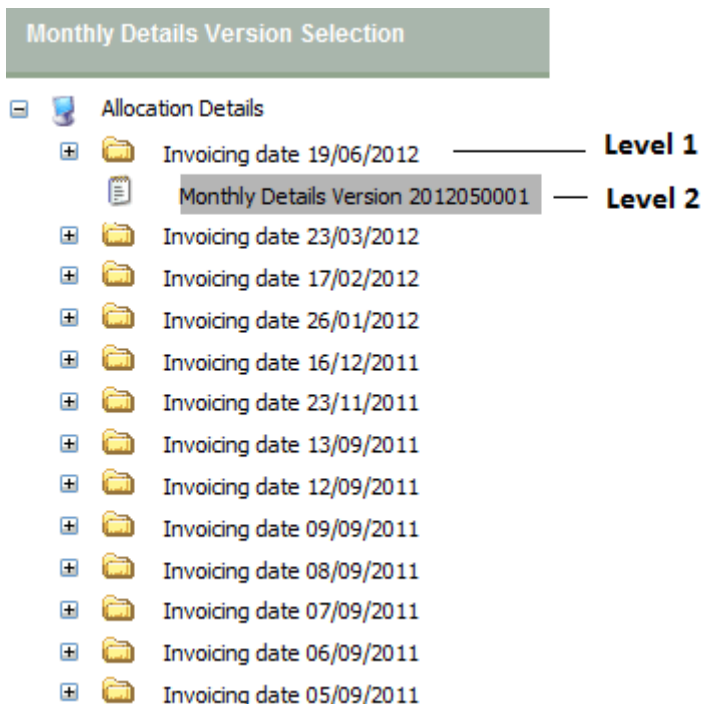 Monthly Details Version Selection
Allocation Details
Invoicing date 19/06/2012 Level 1
Monthly Details Version 2012050001 Level 2
Invoicing date 23/03/2012
Invoicing date 17/02/2012
Invoicing date 26/01/2012
Invoicing date 16/12/2011
Invoicing date 23/11/2011
Invoicing date 13/09/2011
Invoicing date 12/09/2011
Invoicing date 09/09/2011
Invoicing date 08/09/2011
Invoicing date 07/09/2011
Invoicing date 06/09/2011
Invoicing date 05/09/2011